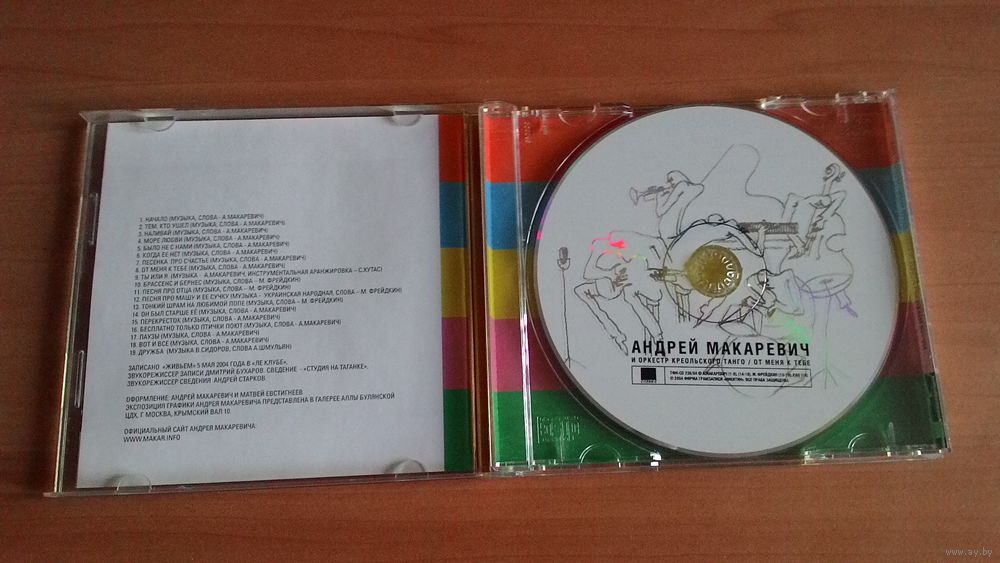 1. НАЧАЛО (МУЗЫКА, СЛОВА - А.МАКАРЕВИЧ)
2. ТЕМ, КТО УШЕЛ (МУЗЫКА, СЛОВА - А.МАКАРЕВИЧ)
3. НАЛИВАЙ (МУЗЫКА, СЛОВА - А.МАКАРЕВИЧ)
4. МОРЕ ЛЮБВИ (МУЗЫКА, СЛОВА - А.МАКАРЕВИЧ)
5. БЫЛО НЕ С НАМИ (МУЗЫКА, СЛОВА - А.МАКАРЕВИЧ)
6. КОГДА ЕЕ НЕТ (МУЗЫКА, СЛОВА - А.МАКАРЕВИЧ)
7. ПЕСЕНКА ПРО СЧАСТЬЕ (МУЗЫКА, СЛОВА - А.МАКАРЕВИЧ)
8. ОТ МЕНЯ К ТЕБЕ (МУЗЫКА, СЛОВА - А.МАКАРЕВИЧ)
9. ТЫ ИЛИ Я (МУЗЫКА - А.МАКАРЕВИЧ, ИНСТРУМЕНТАЛЬНАЯ АРАНЖИРОВКА – С.ХУТАС)
10. БРАССЕНС И БЕРНЕС (МУЗЫКА, СЛОВА - М. ФРЕЙДКИН)
11. ПЕСНЯ ПРО ОТЦА (МУЗЫКА, СЛОВА – М. ФРЕЙДКИН)
12. ПЕСНЯ ПРО МАШУ И ЕЕ СУЧКУ (МУЗЫКА - УКРАИНСКАЯ НАРОДНАЯ, СЛОВА – М. ФРЕЙДКИН)
13. ТОНКИЙ ШРАМ НА ЛЮБИМОЙ ПОПЕ (МУЗЫКА, СЛОВА – М. ФРЕЙДКИН)
14. ОН БЫЛ СТАРШЕ ЕЁ (МУЗЫКА, СЛОВА - А.МАКАРЕВИЧ)
15. ПЕРЕКРЕСТОК (МУЗЫКА, СЛОВА - А.МАКАРЕВИЧ)
16. БЕСПЛАТНО ТОЛЬКО ПТИЧКИ ПОЮТ (МУЗЫКА, СЛОВА - А.МАКАРЕВИЧ)
17. ПАУЗЫ (МУЗЫКА, СЛОВА - А.МАКАРЕВИЧ)
18. ВОТ И ВСЕ (МУЗЫКА, СЛОВА - А.МАКАРЕВИЧ)
19. ДРУЖБА (МУЗЫКА В.СИДОРОВ, СЛОВА А.ШМУЛЬЯН)
ЗАПИСАНО «ЖИВЬЕМ» 5 МАЯ 2004 ГОДА В «ЛЕ КЛУБЕ».
ЗВУКОРЕЖИССЕР ЗАПИСИ ДМИТРИЙ БУХАРОВ. СВЕДЕНИЕ - «СТУДИЯ НА ТАГАНКЕ».
ЗВУКОРЕЖИССЕР СВЕДЕНИЯ АНДРЕЙ СТАРКОВ.
ОФОРМЛЕНИЕ: АНДРЕЙ МАКАРЕВИЧ И МАТВЕЙ ЕВСТИГНЕЕВ
ЭКСПОЗИЦИЯ ГРАФИКИ АНДРЕЯ МАКАРЕВИЧА ПРЕДСТАВЛЕНА В ГАЛЕРЕЕ АЛЛЫ БУЛЯНСКОЙ
ЦДХ, Г МОСКВА, КРЫМСКИЙ ВАЛ 10
ОФИЦИАЛЬНЫЙ САЙТ АНДРЕЯ МАКАРЕВИЧА:
WWW.MAKAR.INFO
АНДРЕЙ МАКАРЕВИЧ
И ОРКЕСТР КРЕОЛЬСКОГО ТАНГО / ОТ МЕНЯ К ТЕБЕ
www.ay.by